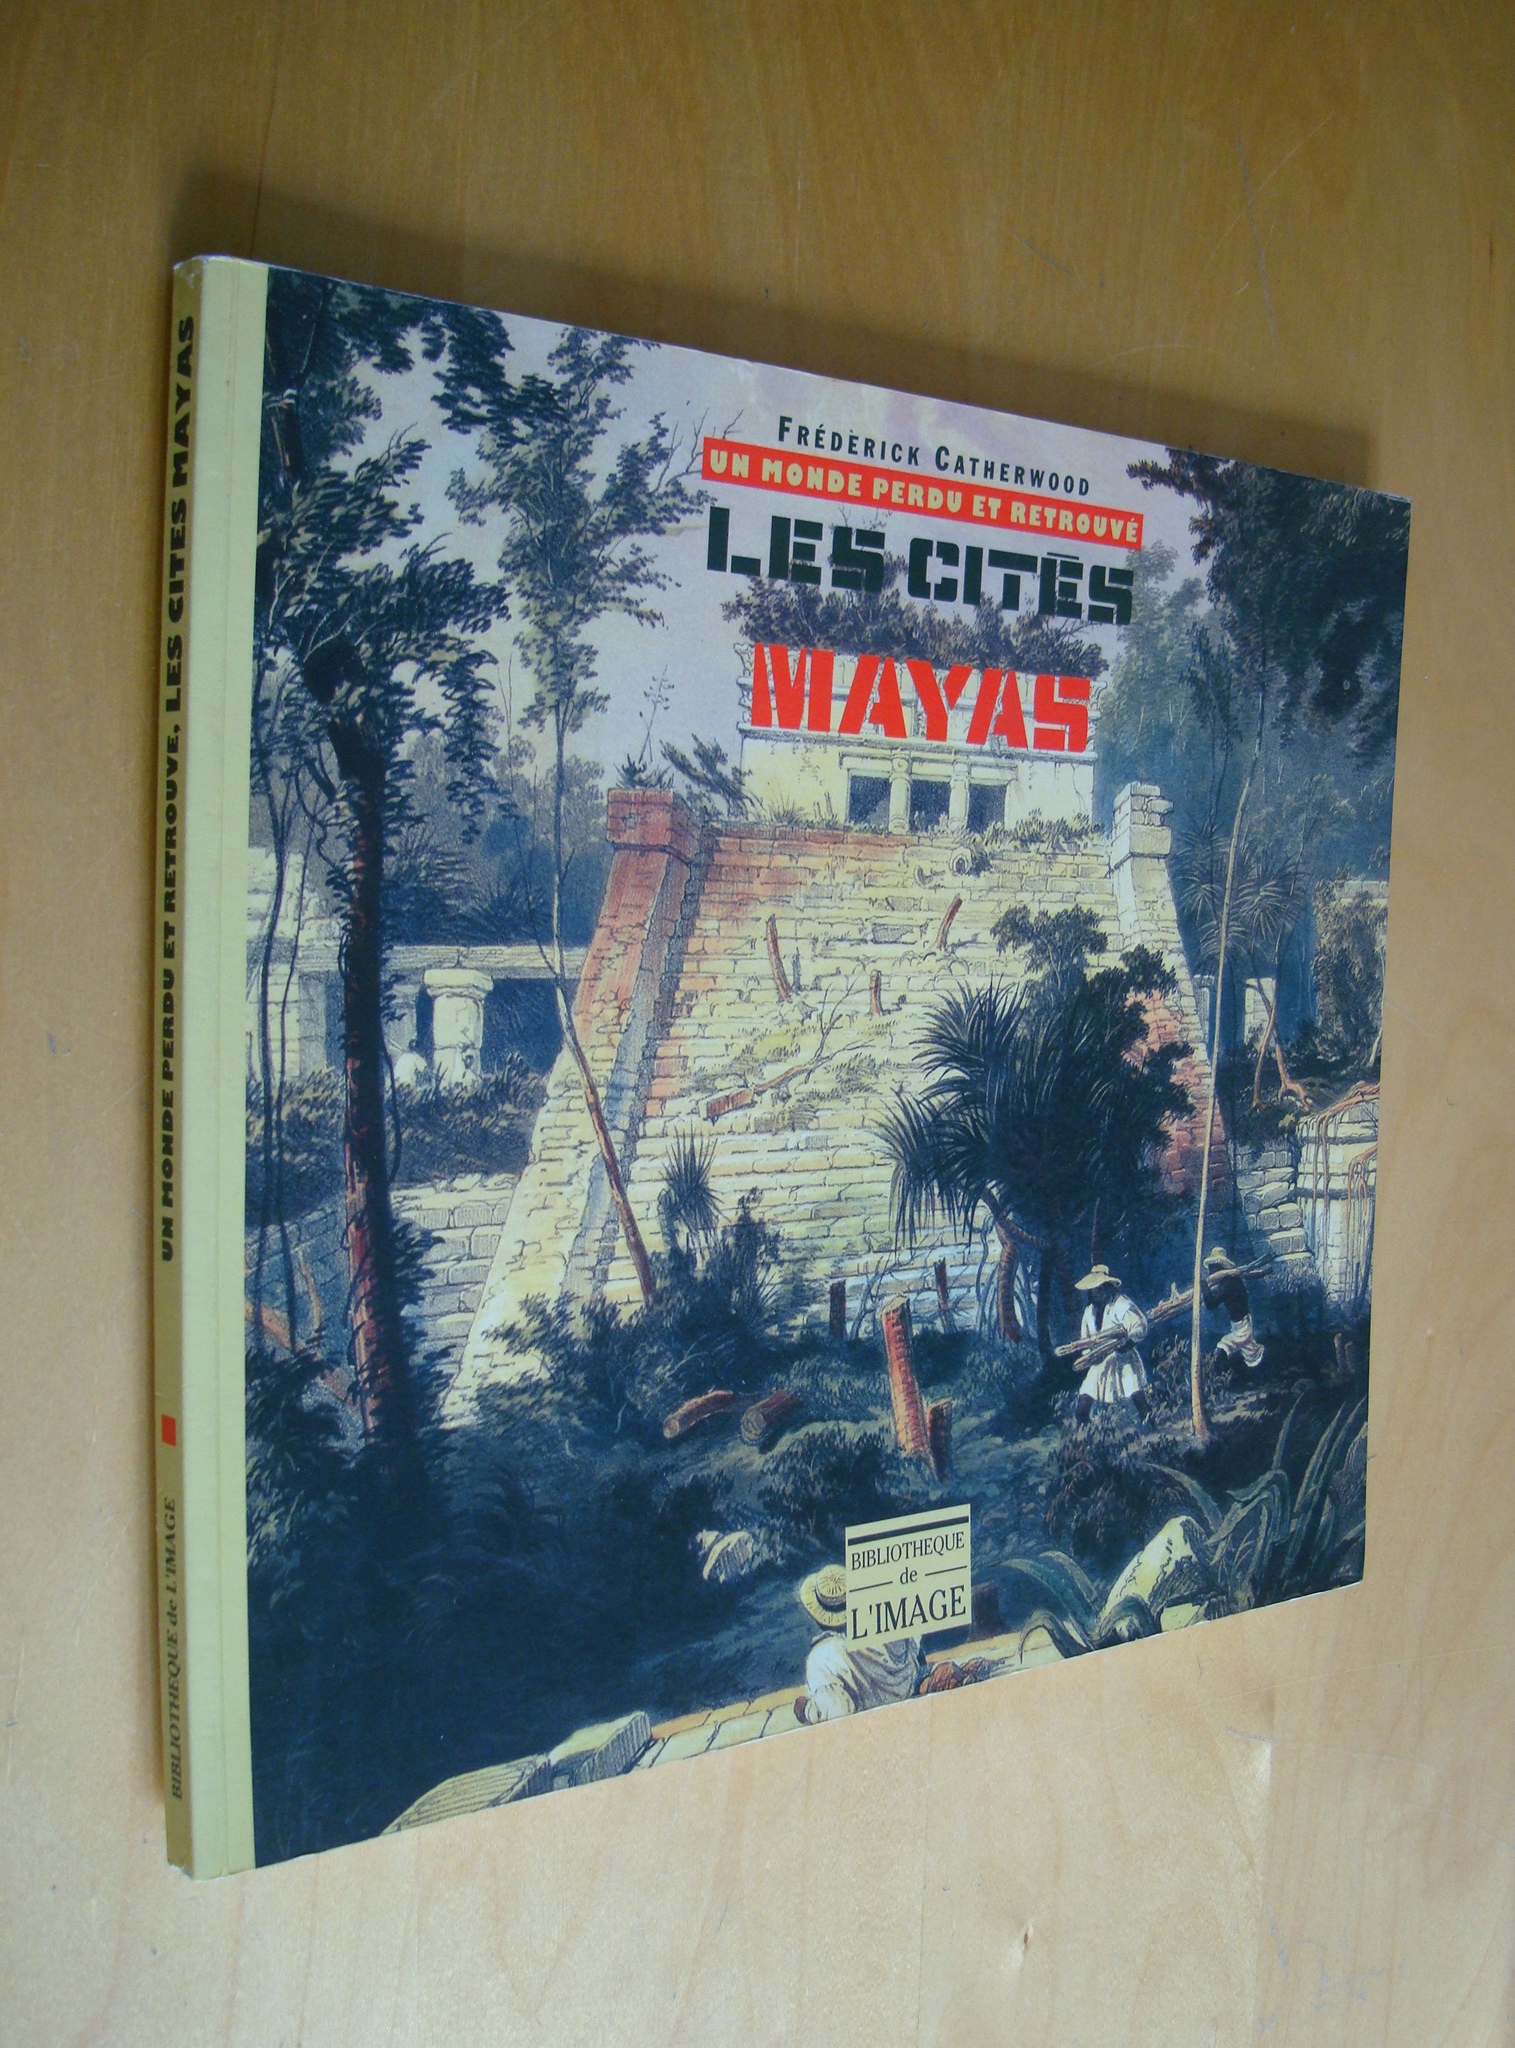 FRÉDÉRICK CATHERWOOD
UN MONDE PERDU ET RETROUVÉ
LES CITÉS
MAYAS
BIBLIOTHEQUE
de
L'IMAGE
UN MONDE PERDU ET RETROUVE, LES CITES MAYAS
BIBLIOTHEQUE de L'IMAGE